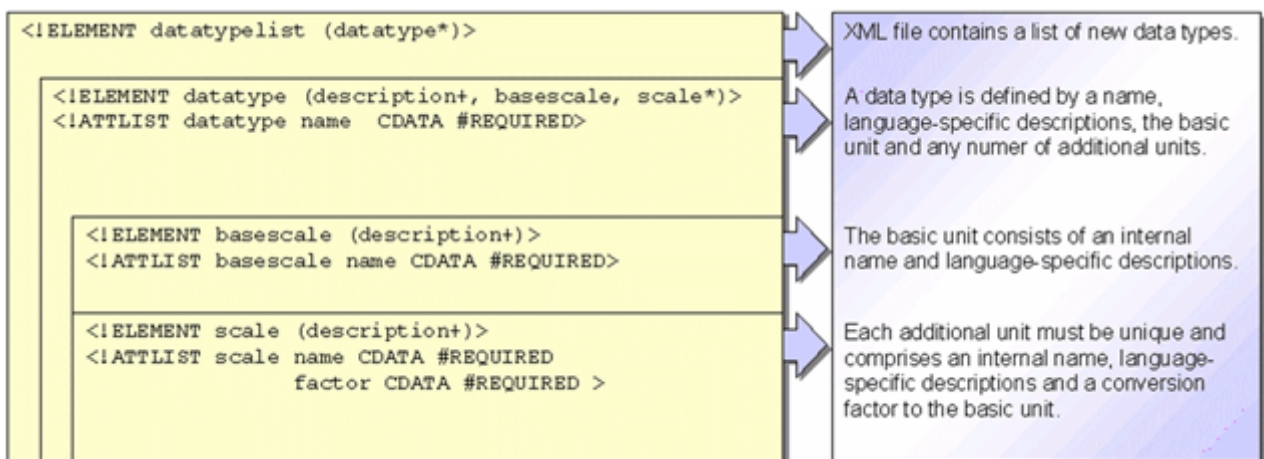 <!ELEMENT datatypelist (datatype*)>
XML file contains a list of new data types.
<!ELEMENT datatype (description+, basescale, scale*)>
<!ATTLIST datatype name CDATA #REQUIRED>
A data type is defined by a name,
language-specific descriptions, the basic
unit and any numer of additional units.
<!ELEMENT basescale (description+)>
<!ATTLIST basescale name CDATA #REQUIRED>
The basic unit consists of an internal
name and language-specific descriptions.
<!ELEMENT scale (description+)>
<!ATTLIST scale name CDATA #REQUIRED
factor CDATA #REQUIRED >
Each additional unit must be unique and
comprises an internal name, language-
specific descriptions and a conversion
factor to the basic unit.